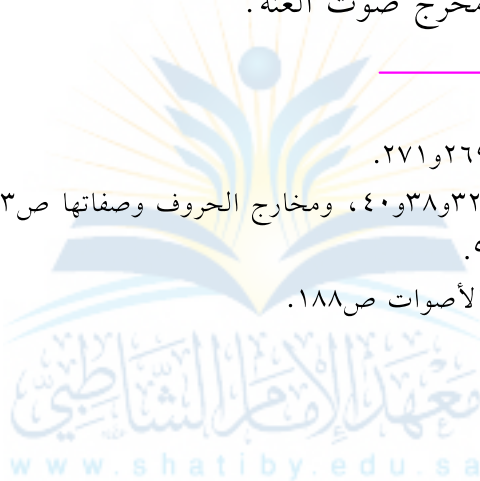 مخرج صوت الغنة.
٢٦٩و٢٧١.
٣٢و٣٨و٤٠، ومخارج الحروف وصفاتها ص٣
لأصوات ص١٨٨.
معهد الإمام الشاطبي
www.shatiby.edu.sa